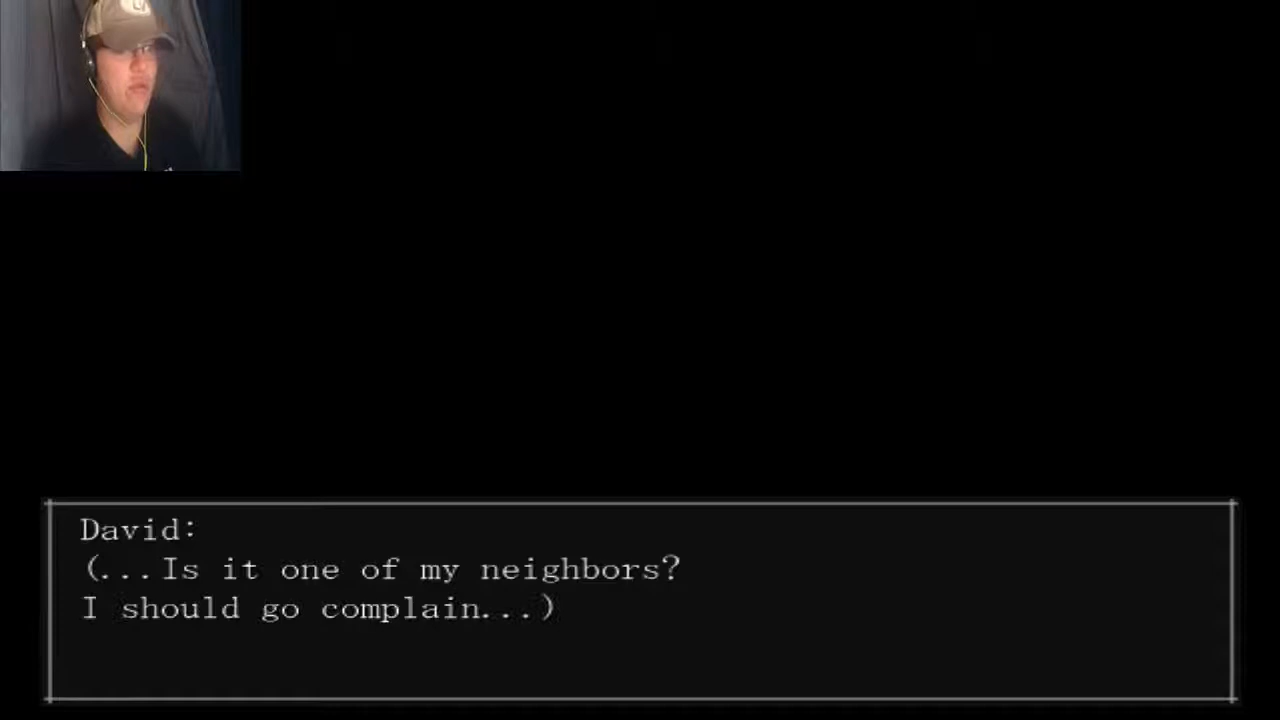 David:
(...Is it one of my neighbors?
I should go complain...)